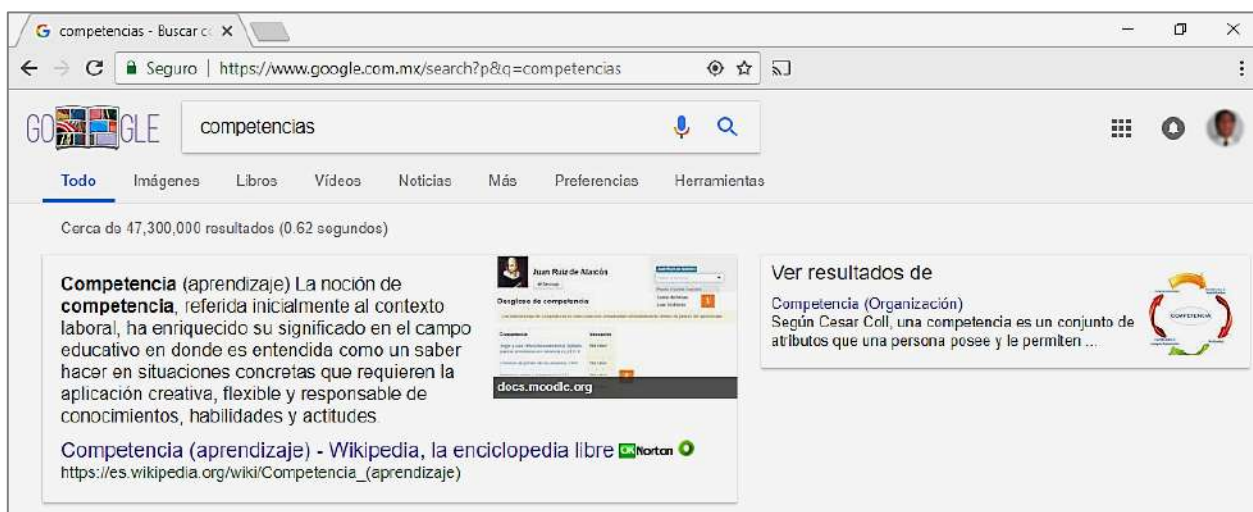 competencias - Buscar c
Seguro | https://www.google.com.mx/search?p&q=competencias
GO GLE
competencias
Todo Imágenes Libros Vídeos Noticias Más Preferencias Herramientas
Cerca de 47,300,000 resultados (0.62 segundos)
Competencia (aprendizaje) La noción de
competencia, referida inicialmente al contexto
laboral, ha enriquecido su significado en el campo
educativo en donde es entendida como un saber
hacer en situaciones concretas que requieren la
aplicación creativa, flexible y responsable de
conocimientos, habilidades y actitudes.
Juan Ruiz de Alarcón
Desglose de competencia
docs.moodle.org
Competencia (aprendizaje) - Wikipedia, la enciclopedia libre OK Norton
https://es.wikipedia.org/wiki/Competencia_(aprendizaje)
Ver resultados de
Competencia (Organización)
Según Cesar Coll, una competencia es un conjunto de
atributos que una persona posee y le permiten ...
COMPETENCIA